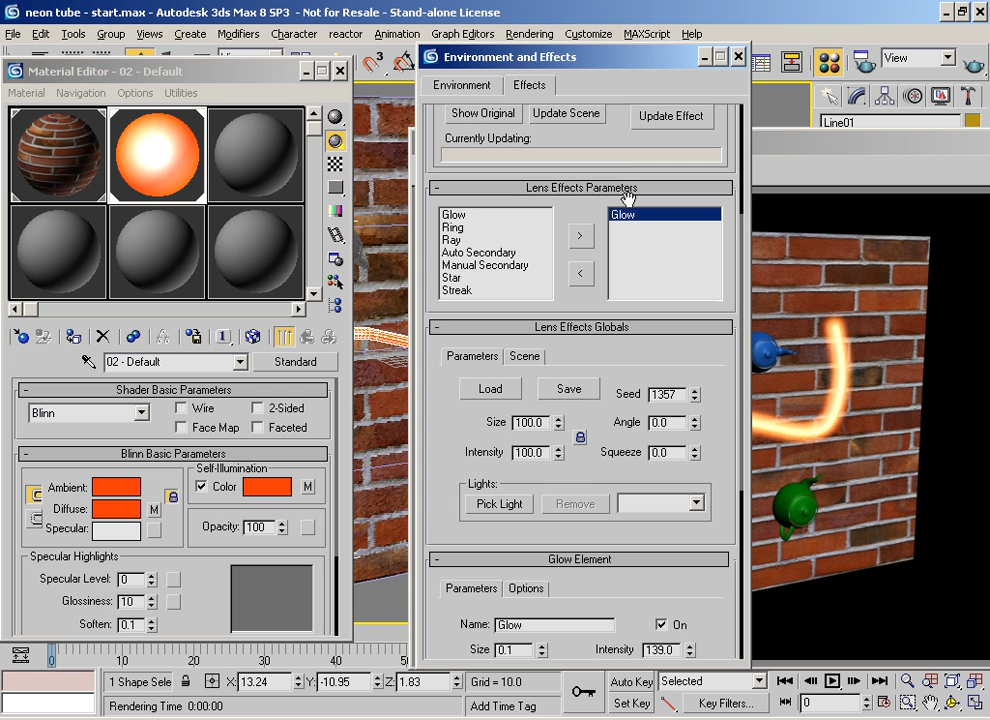 neon tube - start.max - Autodesk 3ds Max 8 SP3 - Not for Resale - Stand-alone License
File Edit Tools Group Views Create Modifiers Character reactor Animation Graph Editors Rendering Customize MAXScript Help
View
Material Editor - 02 - Default
Material Navigation Options Utilities
02 - Default Standard
Shader Basic Parameters
Blinn Wire 2-Sided
Face Map Faceted
Blinn Basic Parameters
Self-Illumination
Ambient: Color M
Diffuse: M
Specular: Opacity: 100
Specular Highlights
Specular Level: 0
Glossiness: 10
Soften: 0.1
Environment and Effects
Environment Effects
Show Original Update Scene Update Effect
Currently Updating:
Lens Effects Parameters
Glow Glow
Ring
Ray
Auto Secondary
Manual Secondary
Star
Streak
> 
<
Lens Effects Globals
Parameters Scene
Load Save Seed 1357
Size 100.0 Angle 0.0
Intensity 100.0 Squeeze 0.0
Lights:
Pick Light Remove
Glow Element
Parameters Options
Name: Glow On
Size 0.1 Intensity 139.0
Line01
0 10 20 30 40
1 Shape Sele X: 13.24 Y: -10.95 Z: 1.83 Grid = 10.0 Auto Key Selected
Rendering Time 0:00:00 Add Time Tag Set Key Key Filters... 0